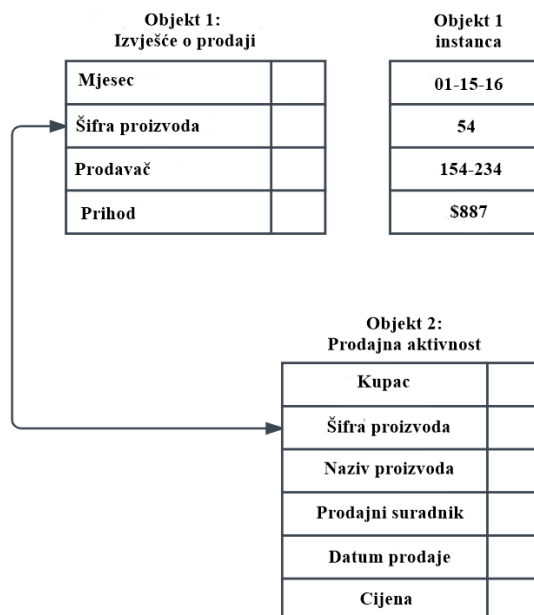 Objekt 1:
Izvješće o prodaji
Mjesec
Šifra proizvoda
Prodavač
Prihod
Objekt 1
instanca
01-15-16
54
154-234
$887
Objekt 2:
Prodajna aktivnost
Kupac
Šifra proizvoda
Naziv proizvoda
Prodajni suradnik
Datum prodaje
Cijena